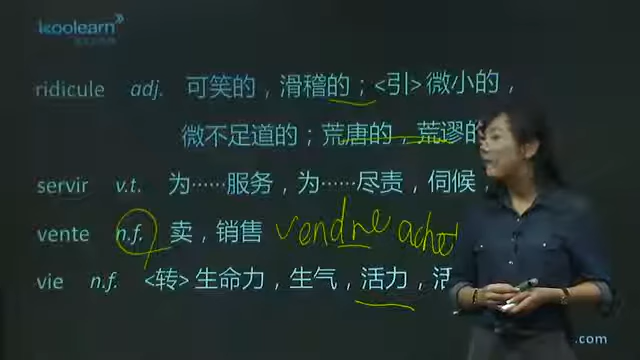 koolearn
ridicule adj. 可笑的，滑稽的；<引> 微小的，
微不足道的；荒唐的，荒谬的
servir v.t. 为……服务，为……尽责，伺候，
vente n.f. 卖，销售 vendre achet
vie n.f. <转> 生命力，生气，活力，活
.com